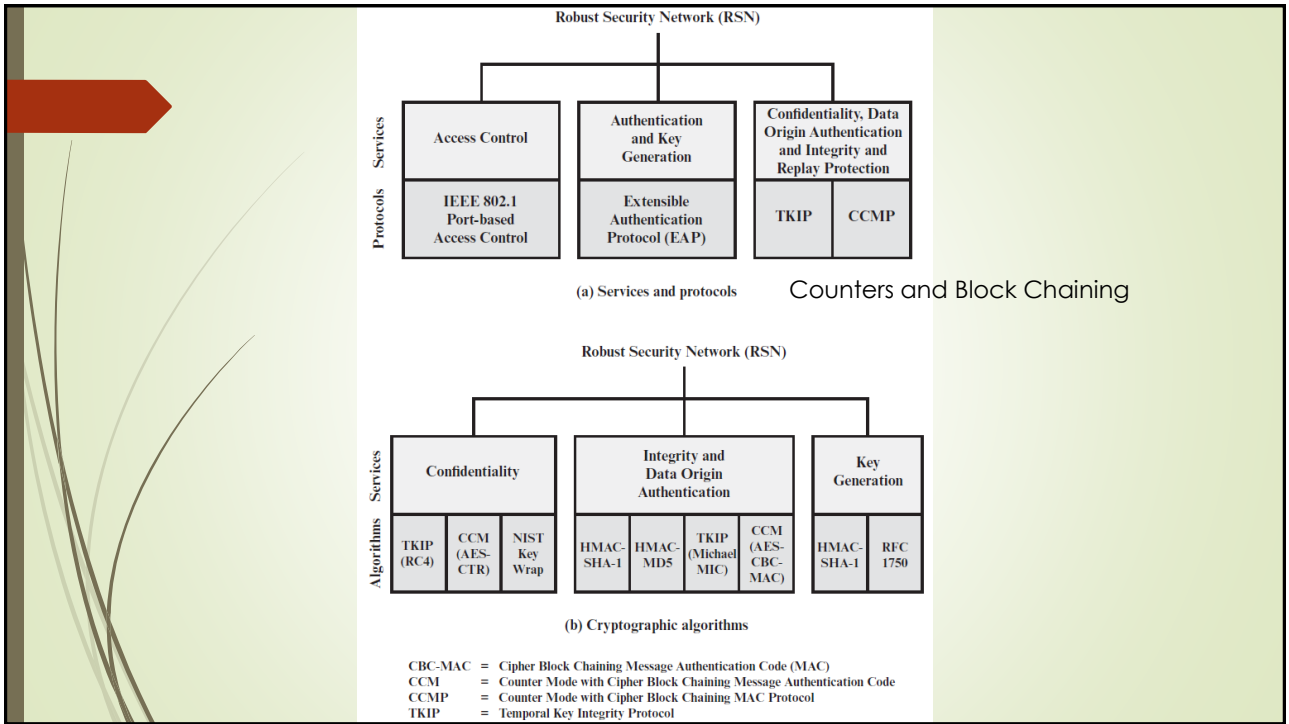 Robust Security Network (RSN)
Services
Access Control
Authentication
and Key
Generation
Confidentiality, Data
Origin Authentication
and Integrity and
Replay Protection
Protocols
IEEE 802.1
Port-based
Access Control
Extensible
Authentication
Protocol (EAP)
TKIP
CCMP
(a) Services and protocols
Counters and Block Chaining
Robust Security Network (RSN)
Services
Confidentiality
Integrity and
Data Origin
Authentication
Key
Generation
Algorithms
TKIP
(RC4)
CCM
(AES-
CTR)
NIST
Key
Wrap
HMAC-
SHA-1
HMAC-
MD5
TKIP
(Michael
MIC)
CCM
(AES-
CBC-
MAC)
HMAC-
SHA-1
RFC
1750
(b) Cryptographic algorithms
CBC-MAC = Cipher Block Chaining Message Authentication Code (MAC)
CCM = Counter Mode with Cipher Block Chaining Message Authentication Code
CCMP = Counter Mode with Cipher Block Chaining MAC Protocol
TKIP = Temporal Key Integrity Protocol